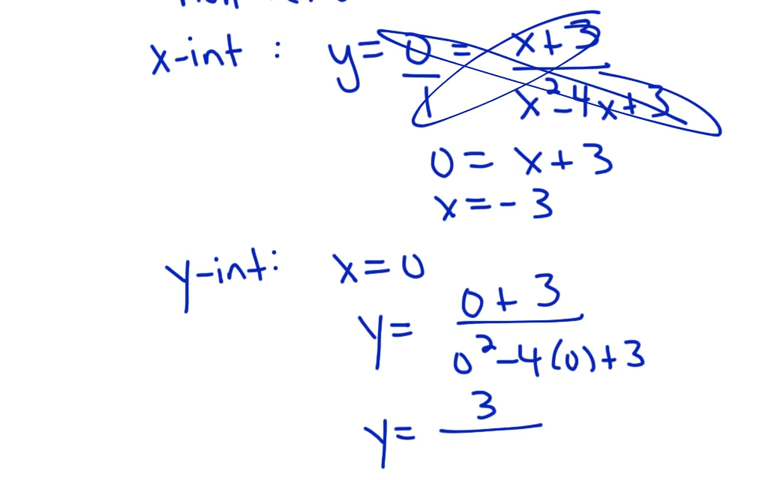 x-int : y = 0/1 = (x+3)/(x²-4x+3)
0 = x+3
x = -3
y-int: x = 0
y = (0+3)/(0²-4(0)+3)
y = 3/